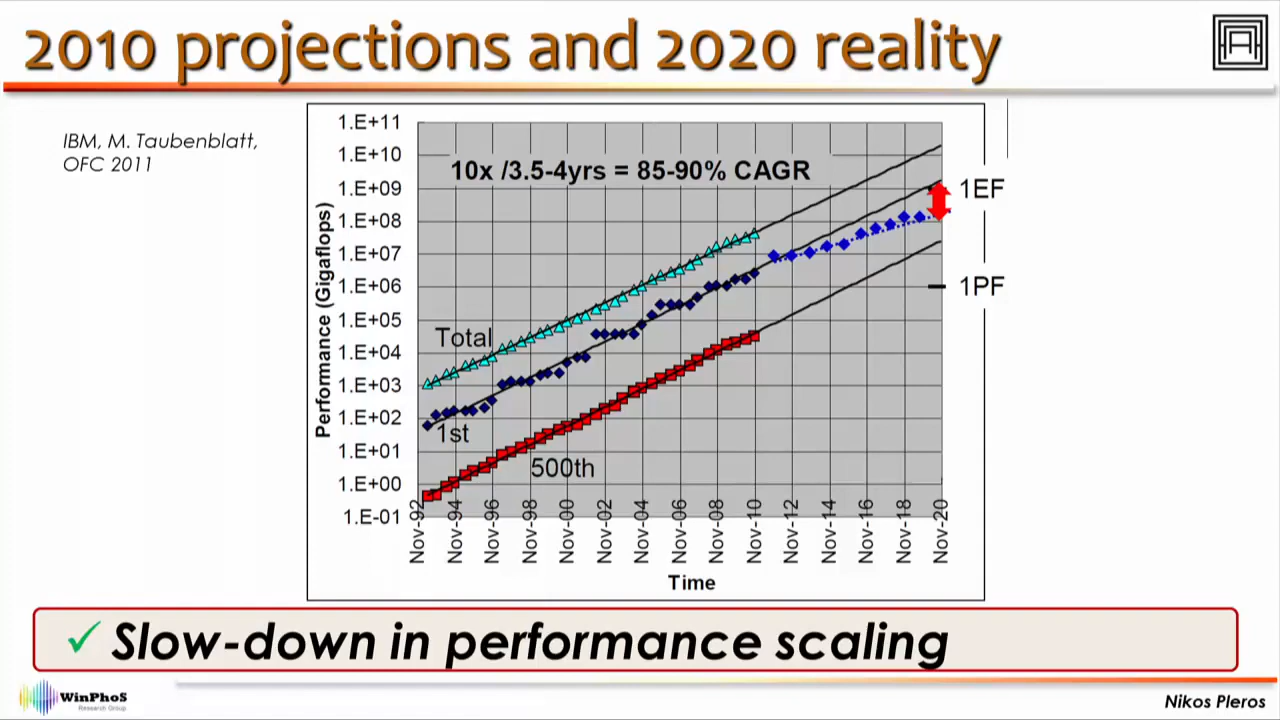 2010 projections and 2020 reality
IBM, M. Taubenblatt,
OFC 2011
10x /3.5-4yrs = 85-90% CAGR
Performance (Gigaflops)
1.E+11
1.E+10
1.E+09
1.E+08
1.E+07
1.E+06
1.E+05
1.E+04
1.E+03
1.E+02
1.E+01
1.E+00
1.E-01
Total
1st
500th
1EF
1PF
Nov-92
Nov-94
Nov-96
Nov-98
Nov-00
Nov-02
Nov-04
Nov-06
Nov-08
Nov-10
Nov-12
Nov-14
Nov-16
Nov-18
Nov-20
Time
✓ Slow-down in performance scaling
WinPhoS
Research Group
Nikos Pleros